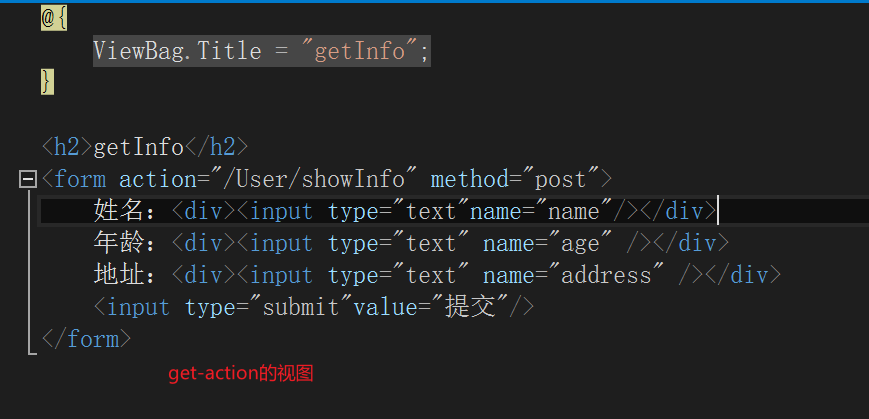 @{
ViewBag.Title = "getInfo";
}
<h2>getInfo</h2>
<form action="/User/showInfo" method="post">
姓名：<div><input type="text"name="name"/></div>
年龄：<div><input type="text" name="age" /></div>
地址：<div><input type="text" name="address" /></div>
<input type="submit"value="提交"/>
</form>
get-action的视图